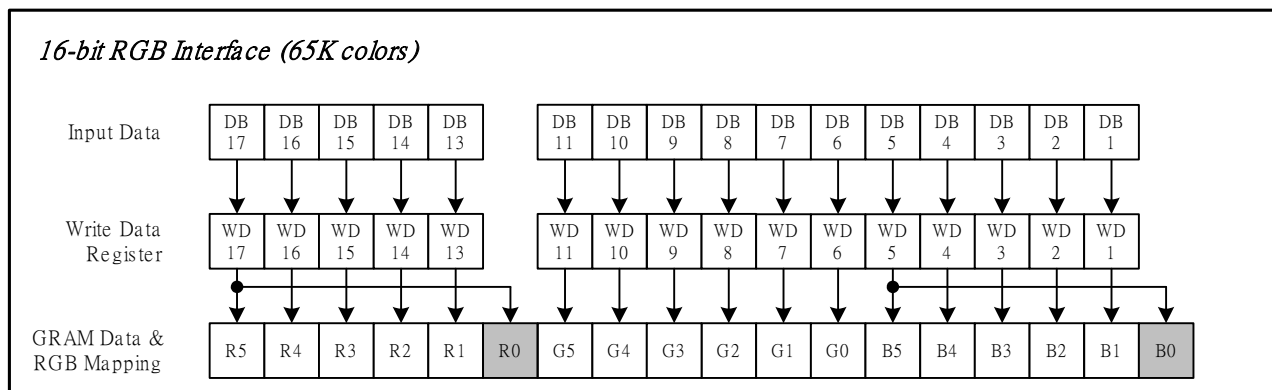 16-bit RGB Interface (65K colors)
Input Data
DB DB DB DB DB DB DB DB DB DB DB DB DB DB DB DB
17 16 15 14 13 11 10 9 8 7 6 5 4 3 2 1
Write Data
Register
WD WD WD WD WD WD WD WD WD WD WD WD WD WD WD WD
17 16 15 14 13 11 10 9 8 7 6 5 4 3 2 1
GRAM Data &
RGB Mapping
R5 R4 R3 R2 R1 R0 G5 G4 G3 G2 G1 G0 B5 B4 B3 B2 B1 B0